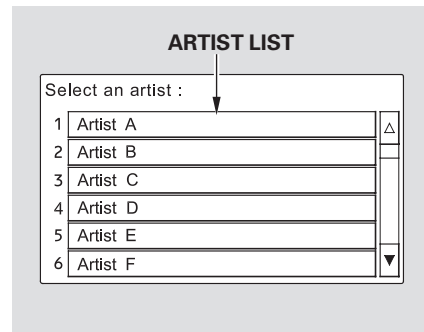 ARTIST LIST
Select an artist :
1 Artist A
2 Artist B
3 Artist C
4 Artist D
5 Artist E
6 Artist F